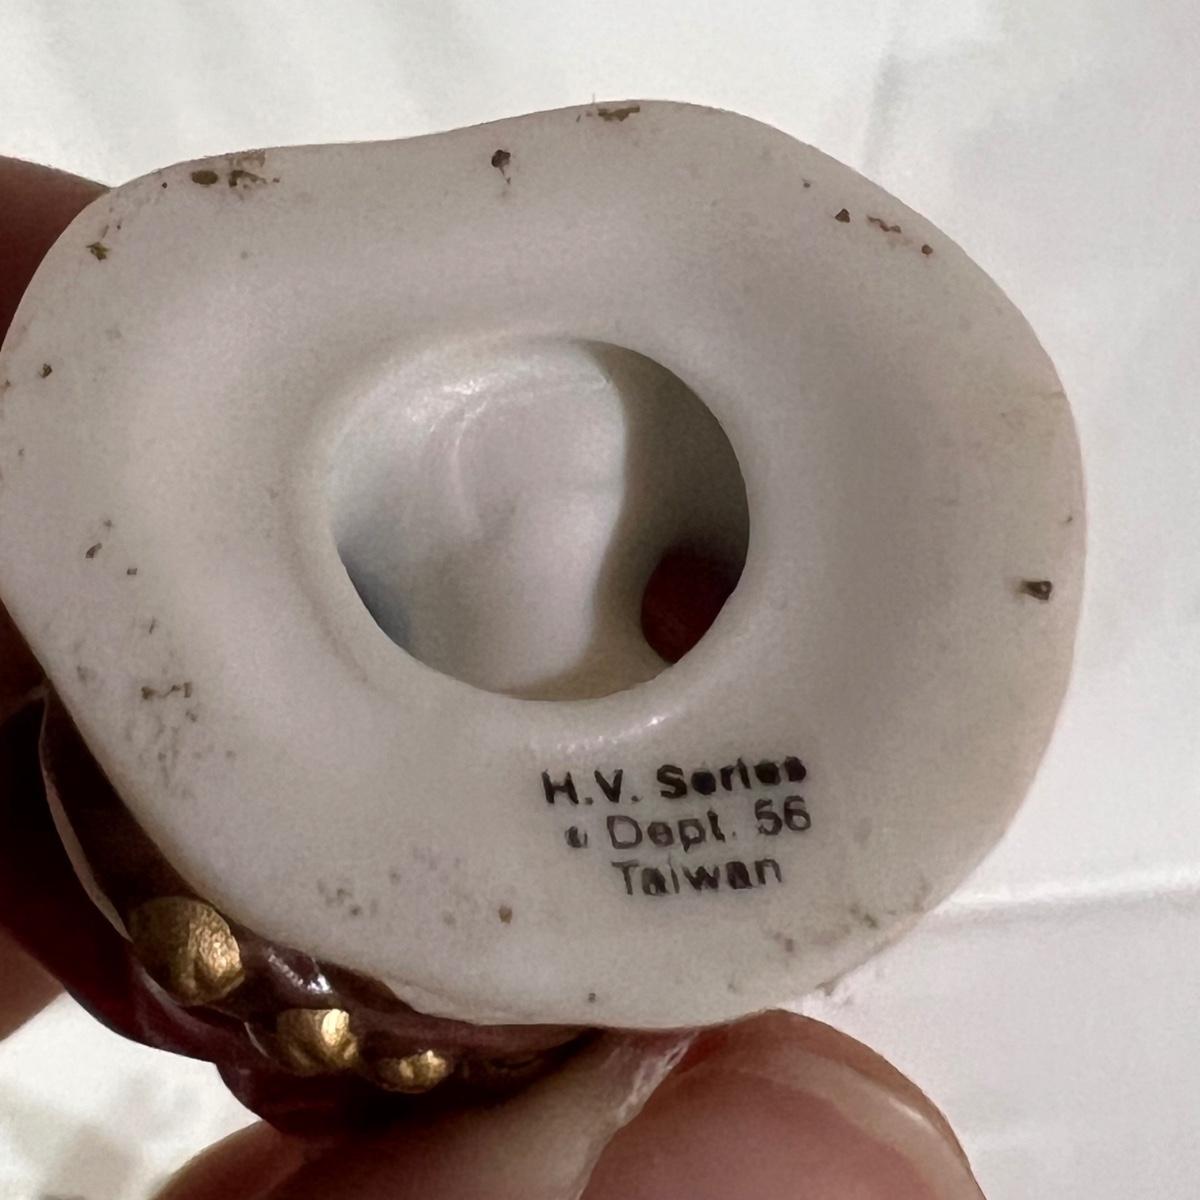 H.V. Series
© Dept. 56
Taiwan